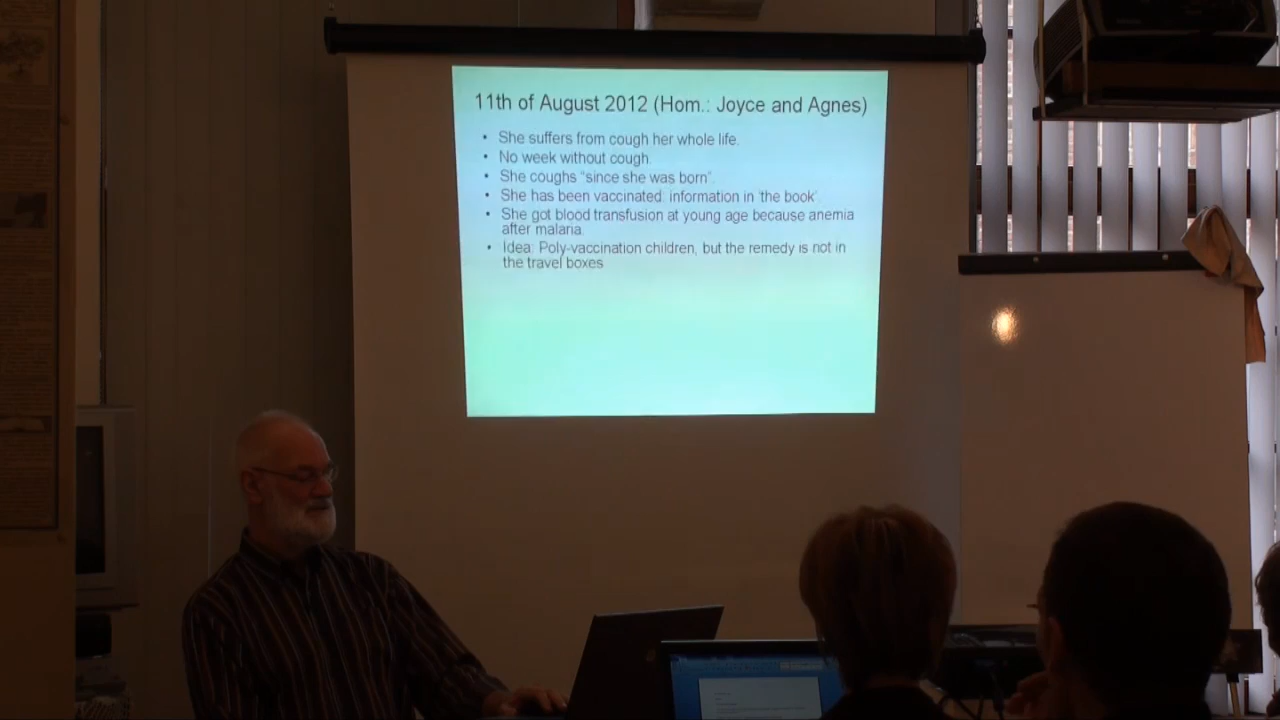 11th of August 2012 (Hom.: Joyce and Agnes)
• She suffers from cough her whole life.
• No week without cough.
• She coughs "since she was born".
• She has been vaccinated: information in 'the book'.
• She got blood transfusion at young age because anemia
after malaria.
• Idea: Poly-vaccination children, but the remedy is not in
the travel boxes